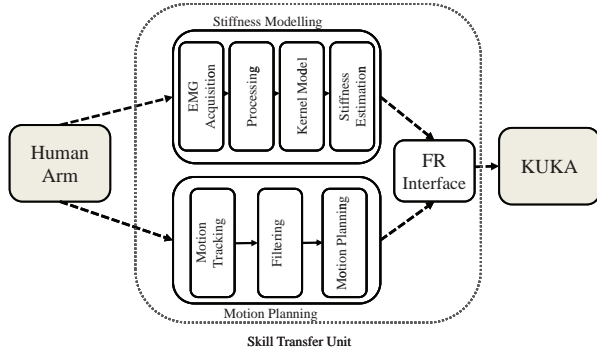 Stiffness Modelling
EMG
Acquisition
Processing
Kernel Model
Stiffness
Estimation
Human
Arm
FR
Interface
KUKA
Motion
Tracking
Filtering
Motion Planning
Motion Planning
Skill Transfer Unit